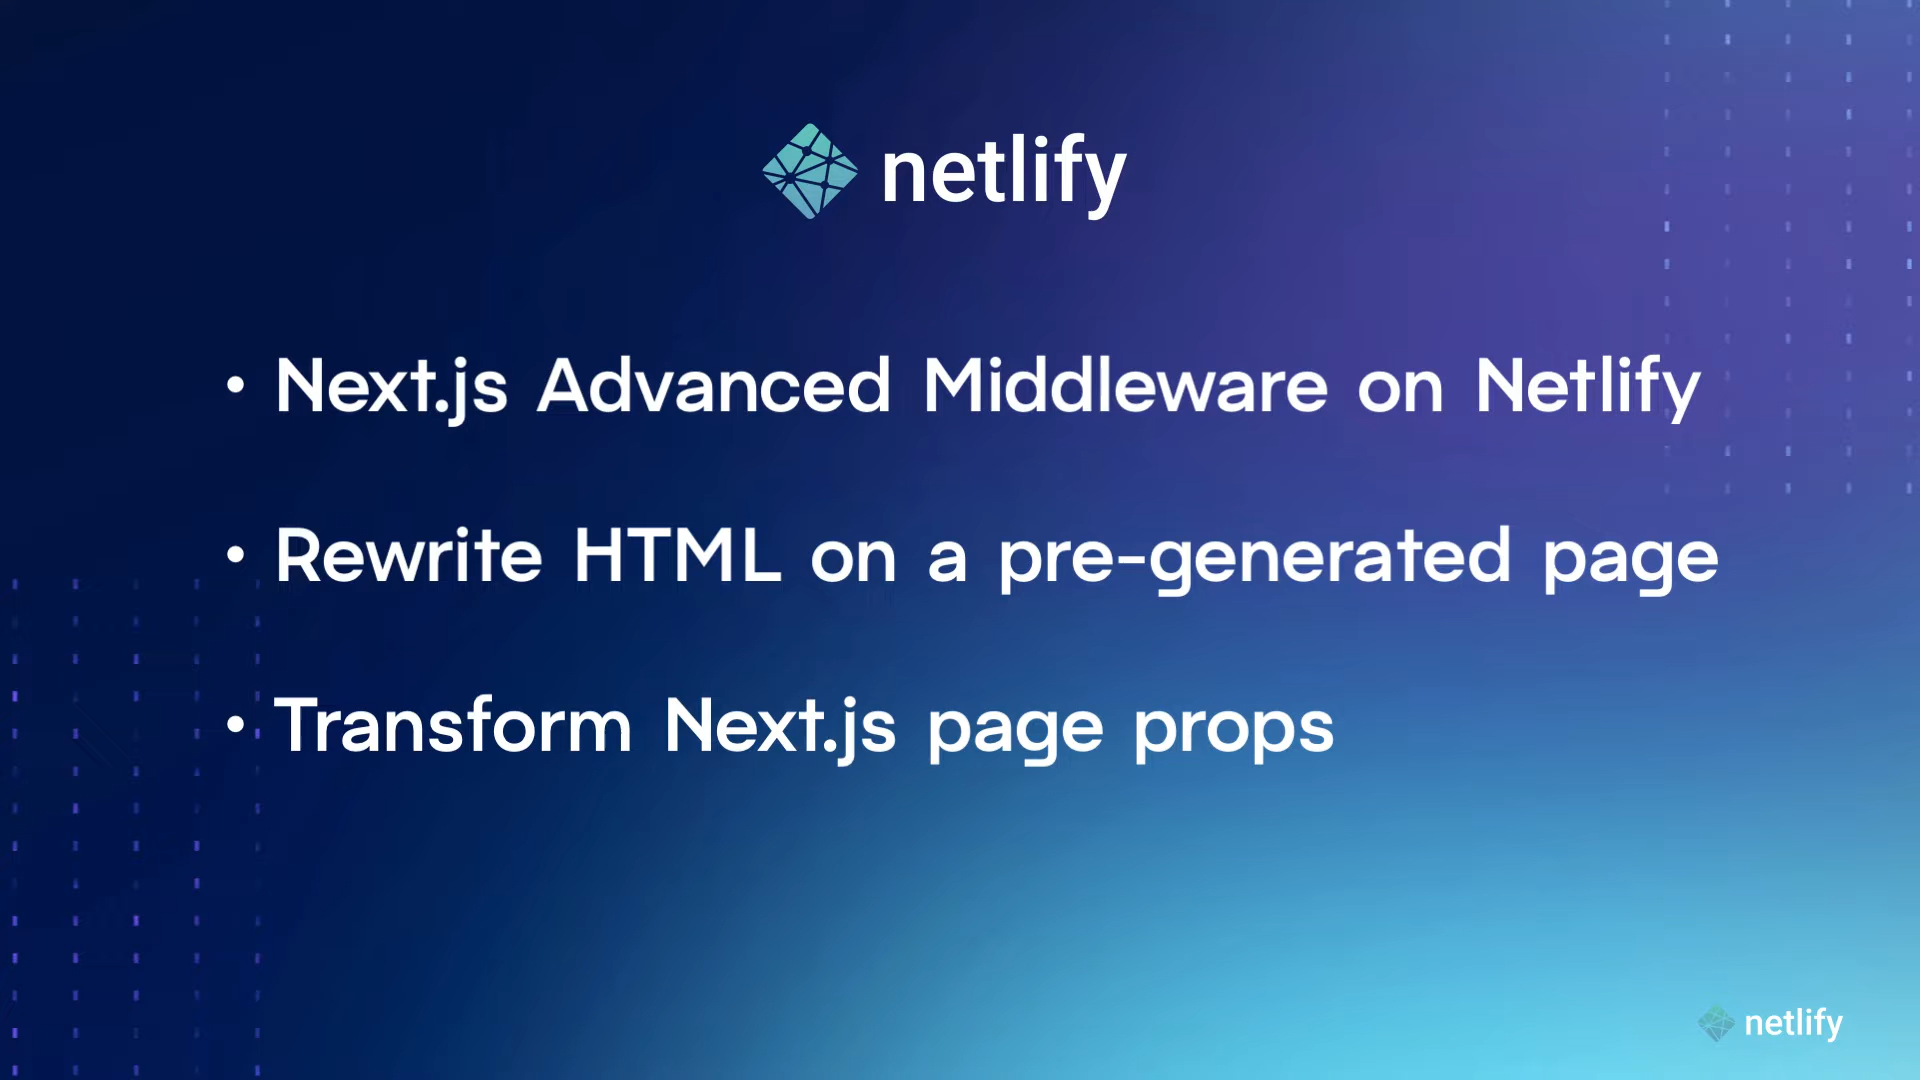 netlify
• Next.js Advanced Middleware on Netlify
• Rewrite HTML on a pre-generated page
• Transform Next.js page props
netlify